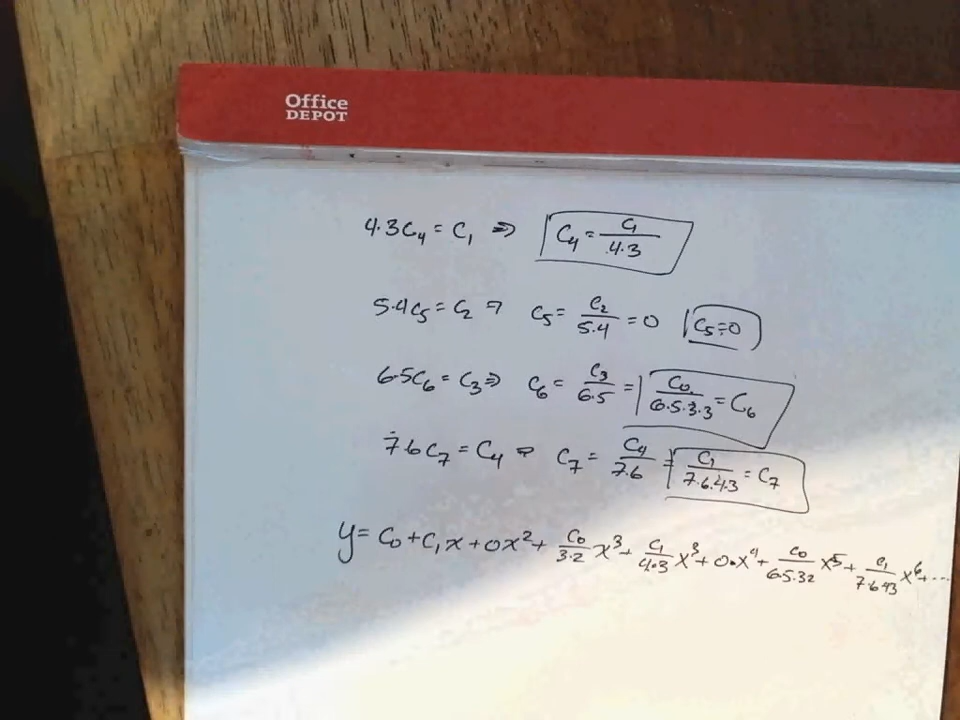 Office
DEPOT
4·3C₄ = C₁ ⇒ C₄ = C₁/4·3
5·4C₅ = C₂ ⇒ C₅ = C₂/5·4 = 0 C₅=0
6·5C₆ = C₃ ⇒ C₆ = C₃/6·5 = C₀/6·5·3·3 = C₆
7·6C₇ = C₄ ⇒ C₇ = C₄/7·6 = C₁/7·6·4·3 = C₇
y = C₀ + C₁x + 0x² + C₀/3·2 x³ + C₁/4·3 x³ + 0·x⁴ + C₀/6·5·32 x⁵ + C₁/7·643 x⁶ + ...